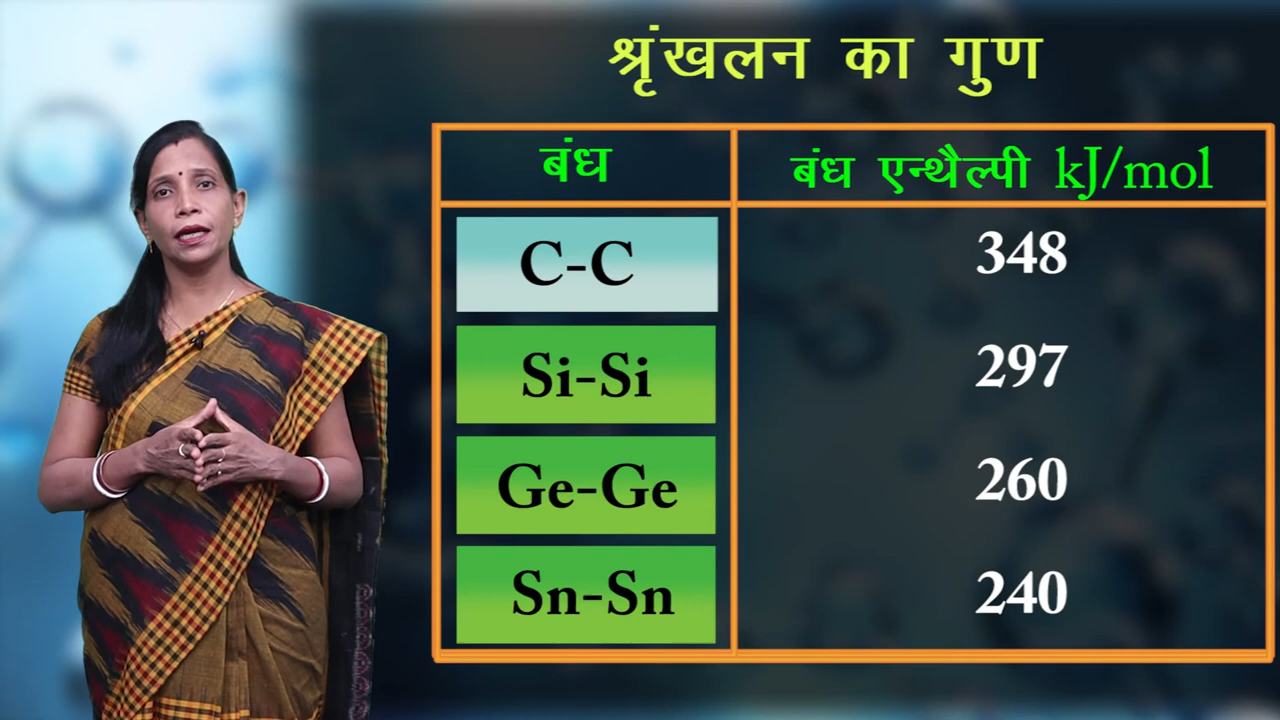 श्रृंखलन का गुण
बंध बंध एन्थैल्पी kJ/mol
C-C 348
Si-Si 297
Ge-Ge 260
Sn-Sn 240